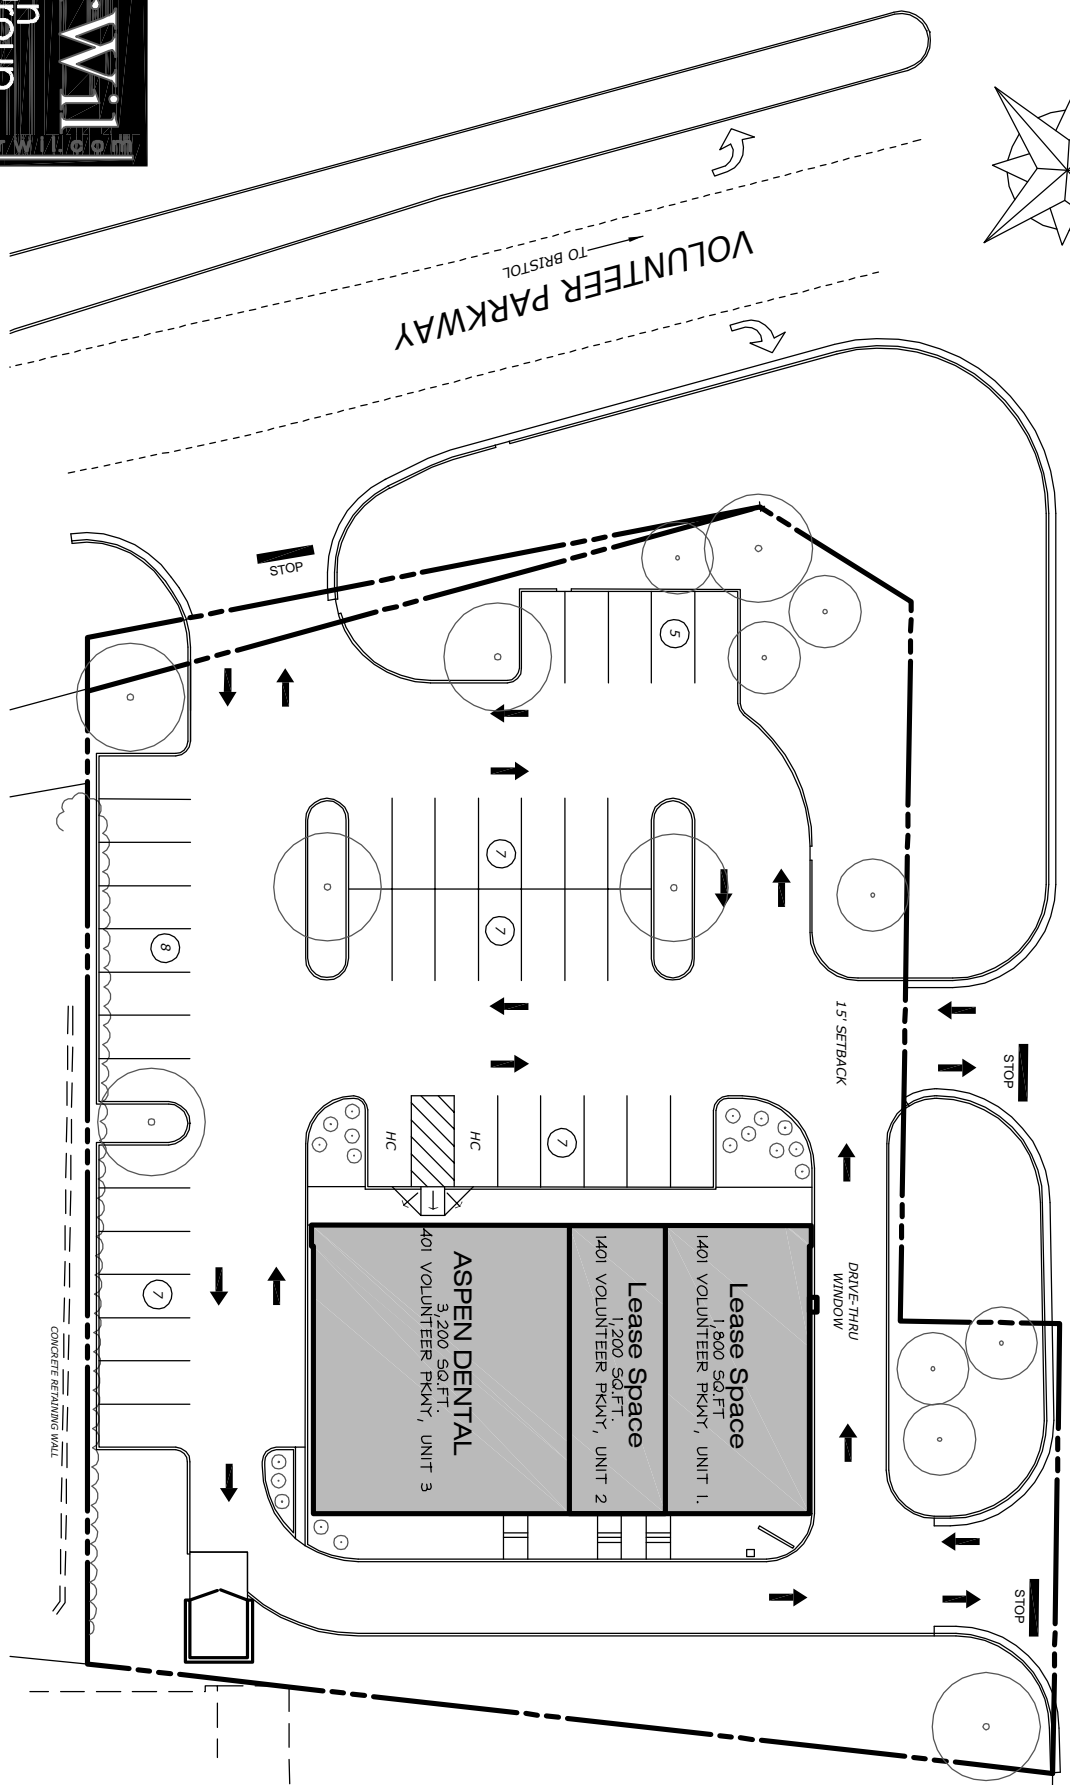 Wil
VOLUNTEER PARKWAY
TO BRISTOL
STOP
5
7
7
8
15' SETBACK
STOP
HC
HC
7
7
DRIVE-THRU
WINDOW
Lease Space
1,800 SQ.FT
1401 VOLUNTEER PKWY, UNIT 1.
Lease Space
1,200 SQ.FT.
1401 VOLUNTEER PKWY, UNIT 2
ASPEN DENTAL
3,200 SQ.FT.
401 VOLUNTEER PKWY, UNIT 3
CONCRETE RETAINING WALL
STOP